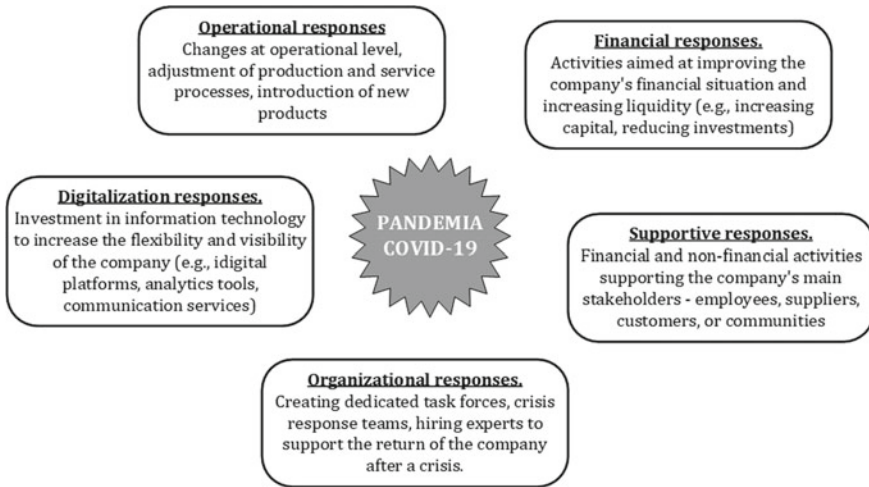 Operational responses
Changes at operational level,
adjustment of production and service
processes, introduction of new
products
Financial responses.
Activities aimed at improving the
company's financial situation and
increasing liquidity (e.g., increasing
capital, reducing investments)
Digitalization responses.
Investment in information technology
to increase the flexibility and visibility
of the company (e.g., idigital
platforms, analytics tools,
communication services)
PANDEMIA
COVID-19
Supportive responses.
Financial and non-financial activities
supporting the company's main
stakeholders - employees, suppliers,
customers, or communities
Organizational responses.
Creating dedicated task forces, crisis
response teams, hiring experts to
support the return of the company
after a crisis.